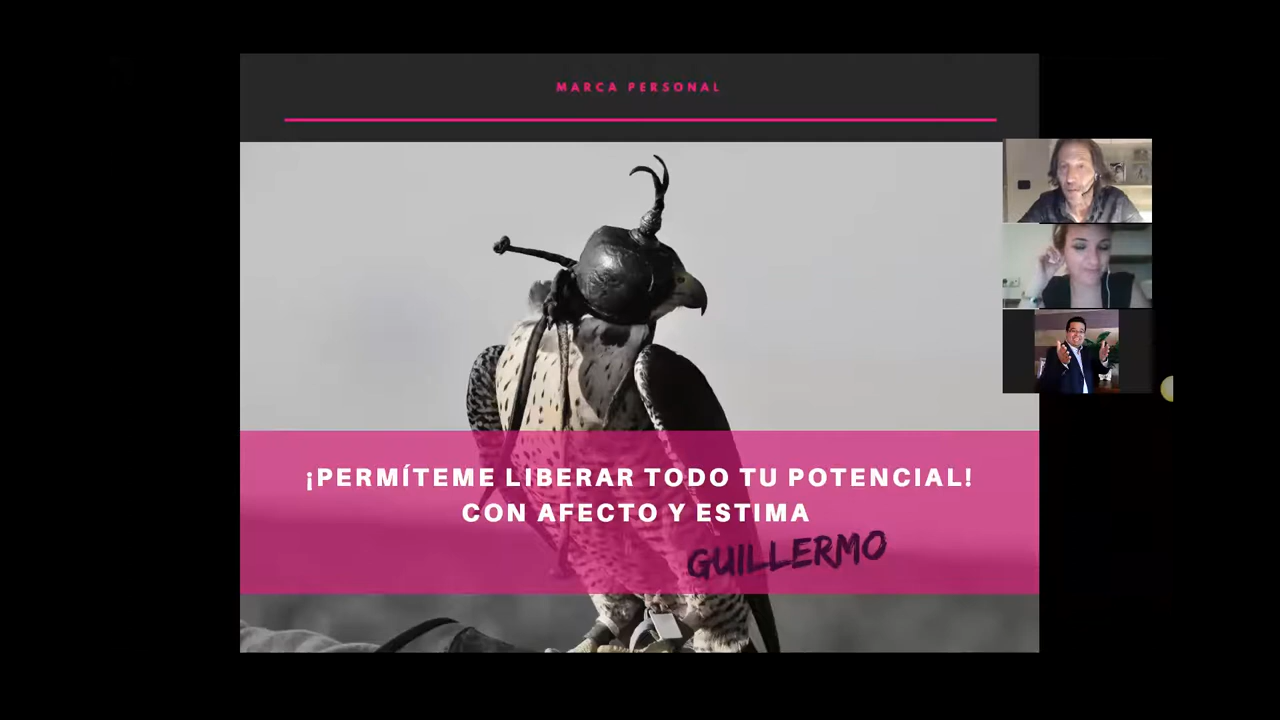 MARCA PERSONAL
¡PERMÍTEME LIBERAR TODO TU POTENCIAL!
CON AFECTO Y ESTIMA
GUILLERMO